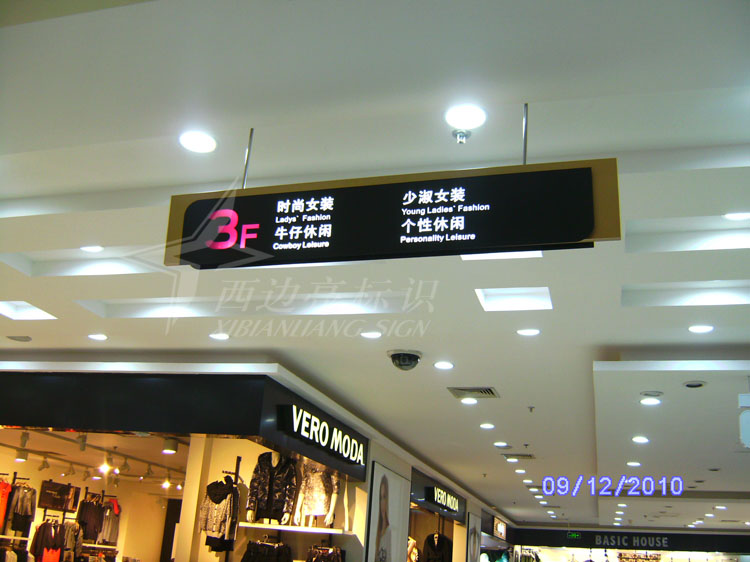 3F
时尚女装
Ladys' Fashion
牛仔休闲
Cowboy Leisure
少淑女装
Young Ladies' Fashion
个性休闲
Personality Leisure
西边亮标识
XIBIANLIANG SIGN
VERO MODA
VERO MODA
09/12/2010
BASIC HOUSE